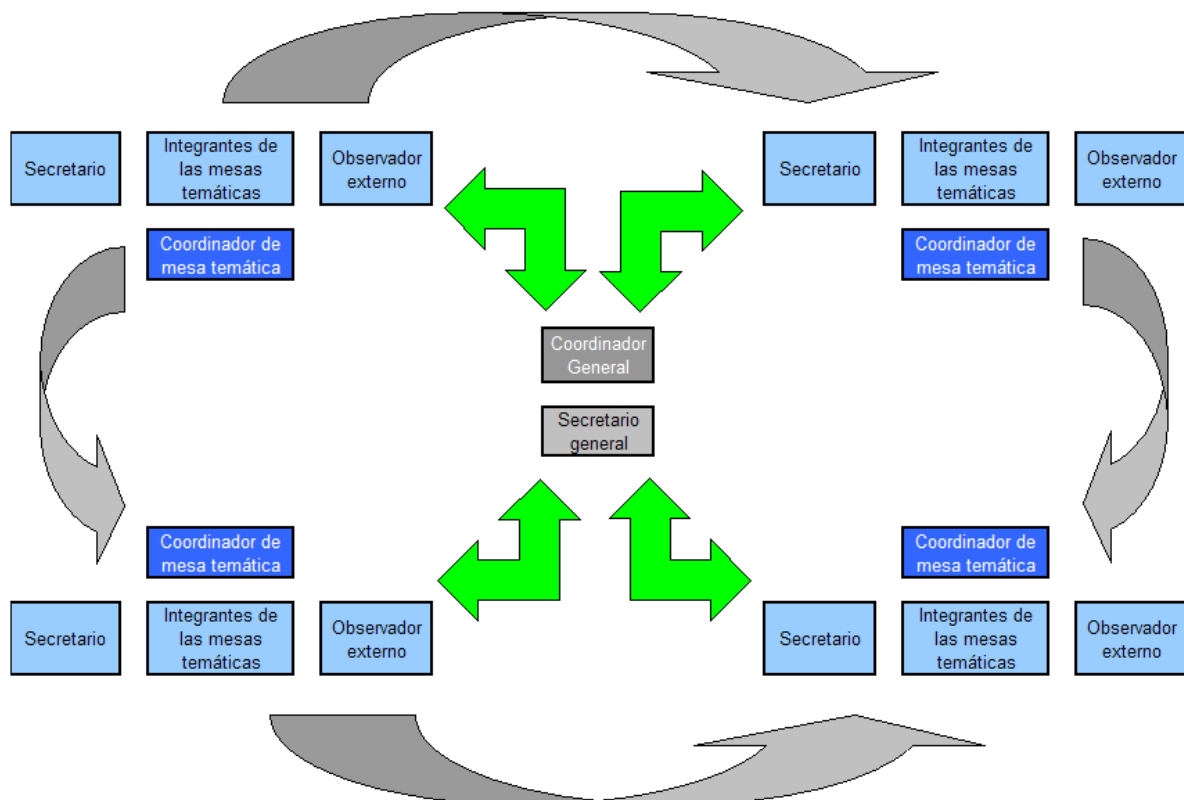 Secretario
Integrantes de
las mesas
temáticas
Observador
externo
Secretario
Integrantes de
las mesas
temáticas
Observador
externo
Coordinador de
mesa temática
Coordinador de
mesa temática
Coordinador
General
Secretario
general
Coordinador de
mesa temática
Coordinador de
mesa temática
Secretario
Integrantes de
las mesas
temáticas
Observador
externo
Secretario
Integrantes de
las mesas
temáticas
Observador
externo